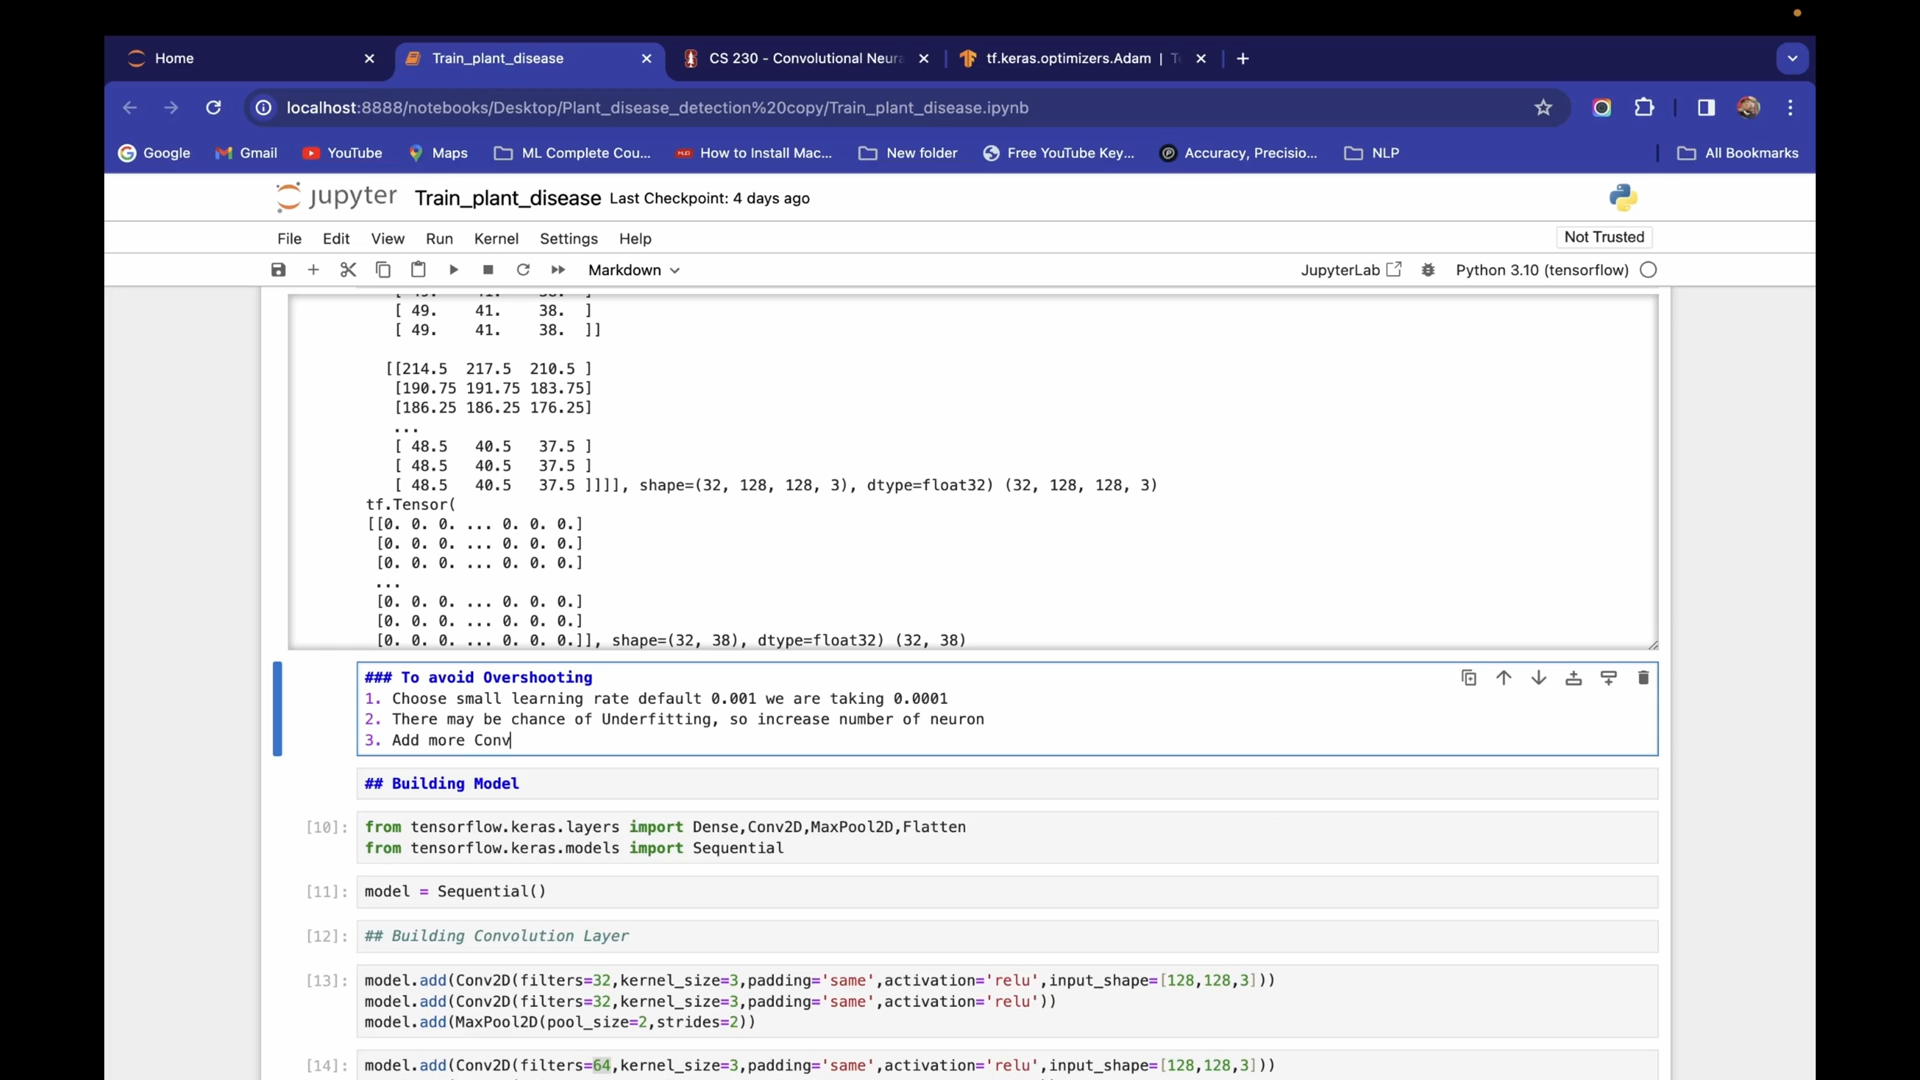 Home
Train_plant_disease
CS 230 - Convolutional Neura
tf.keras.optimizers.Adam |
localhost:8888/notebooks/Desktop/Plant_disease_detection%20copy/Train_plant_disease.ipynb
Google Gmail YouTube Maps ML Complete Cou... How to Install Mac... New folder Free YouTube Key... Accuracy, Precisio... NLP All Bookmarks
jupyter Train_plant_disease Last Checkpoint: 4 days ago
File Edit View Run Kernel Settings Help Not Trusted
Markdown JupyterLab Python 3.10 (tensorflow)
[ 49. 41. 38. ]
[ 49. 41. 38. ]]
[[214.5 217.5 210.5 ]
[190.75 191.75 183.75]
[186.25 186.25 176.25]
...
[ 48.5 40.5 37.5 ]
[ 48.5 40.5 37.5 ]
[ 48.5 40.5 37.5 ]]]], shape=(32, 128, 128, 3), dtype=float32) (32, 128, 128, 3)
tf.Tensor(
[[0. 0. 0. ... 0. 0. 0.]
[0. 0. 0. ... 0. 0. 0.]
[0. 0. 0. ... 0. 0. 0.]
...
[0. 0. 0. ... 0. 0. 0.]
[0. 0. 0. ... 0. 0. 0.]
[0. 0. 0. ... 0. 0. 0.]], shape=(32, 38), dtype=float32) (32, 38)
### To avoid Overshooting
1. Choose small learning rate default 0.001 we are taking 0.0001
2. There may be chance of Underfitting, so increase number of neuron
3. Add more Conv
## Building Model
[10]: from tensorflow.keras.layers import Dense,Conv2D,MaxPool2D,Flatten
from tensorflow.keras.models import Sequential
[11]: model = Sequential()
[12]: ## Building Convolution Layer
[13]: model.add(Conv2D(filters=32,kernel_size=3,padding='same',activation='relu',input_shape=[128,128,3]))
model.add(Conv2D(filters=32,kernel_size=3,padding='same',activation='relu'))
model.add(MaxPool2D(pool_size=2,strides=2))
[14]: model.add(Conv2D(filters=64,kernel_size=3,padding='same',activation='relu',input_shape=[128,128,3]))